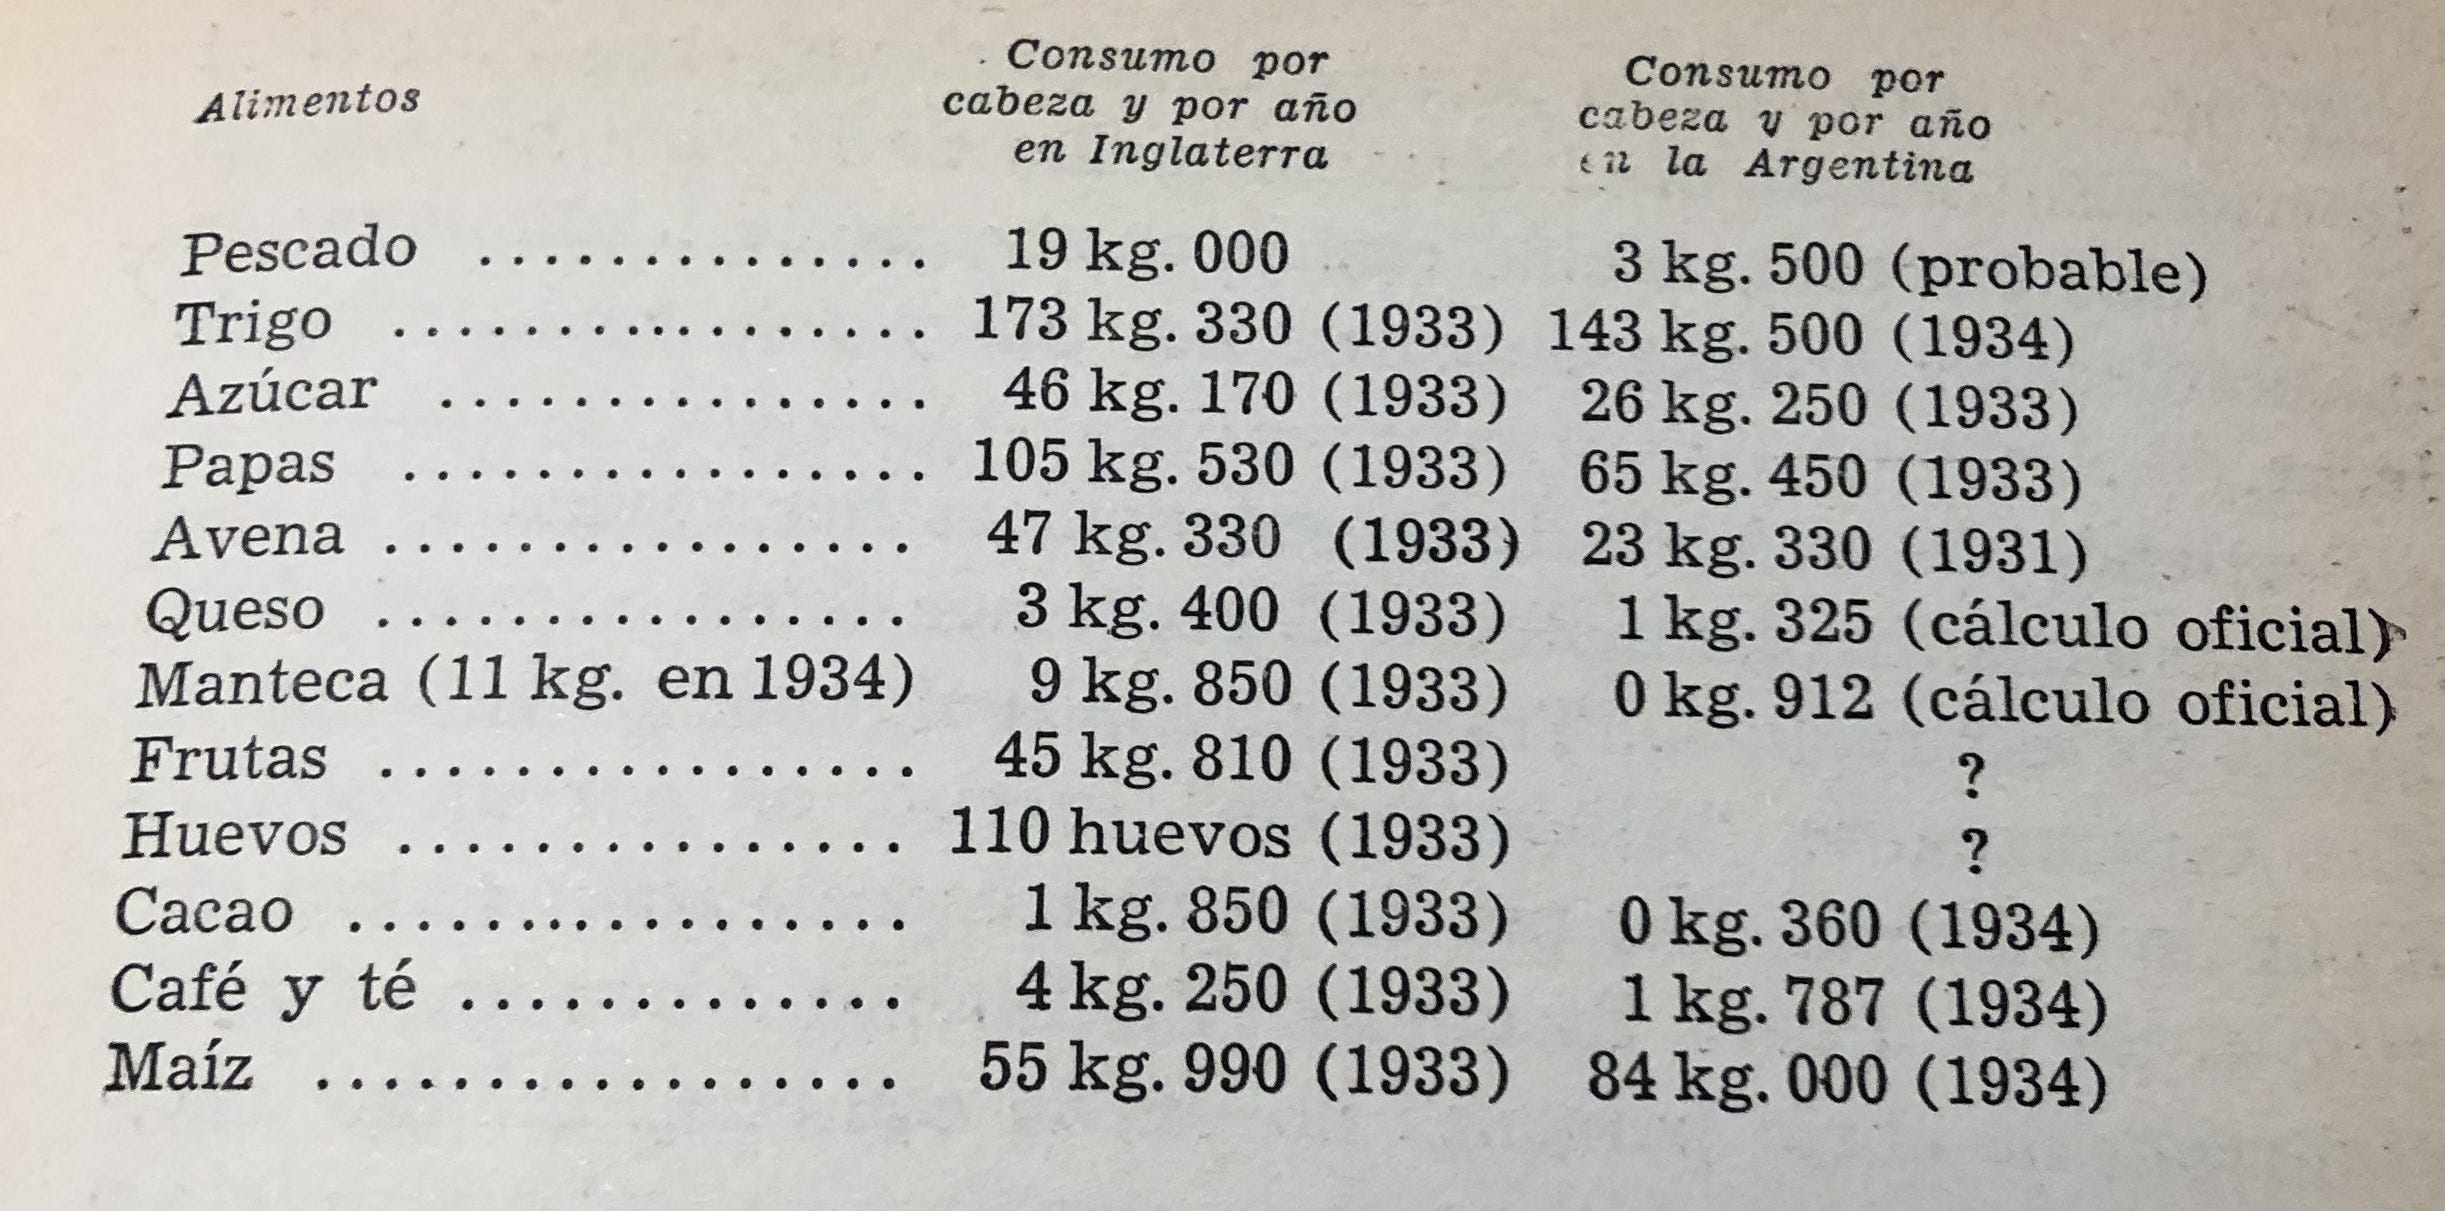 Alimentos Consumo por cabeza y por año en Inglaterra Consumo por cabeza y por año en la Argentina
Pescado .............. 19 kg. 000 3 kg. 500 (probable)
Trigo ................ 173 kg. 330 (1933) 143 kg. 500 (1934)
Azúcar ............... 46 kg. 170 (1933) 26 kg. 250 (1933)
Papas ................ 105 kg. 530 (1933) 65 kg. 450 (1933)
Avena ................ 47 kg. 330 (1933) 23 kg. 330 (1931)
Queso ................ 3 kg. 400 (1933) 1 kg. 325 (cálculo oficial)
Manteca (11 kg. en 1934) 9 kg. 850 (1933) 0 kg. 912 (cálculo oficial)
Frutas ................ 45 kg. 810 (1933) ?
Huevos ............... 110 huevos (1933) ?
Cacao ................. 1 kg. 850 (1933) 0 kg. 360 (1934)
Café y té ............. 4 kg. 250 (1933) 1 kg. 787 (1934)
Maíz .................. 55 kg. 990 (1933) 84 kg. 000 (1934)